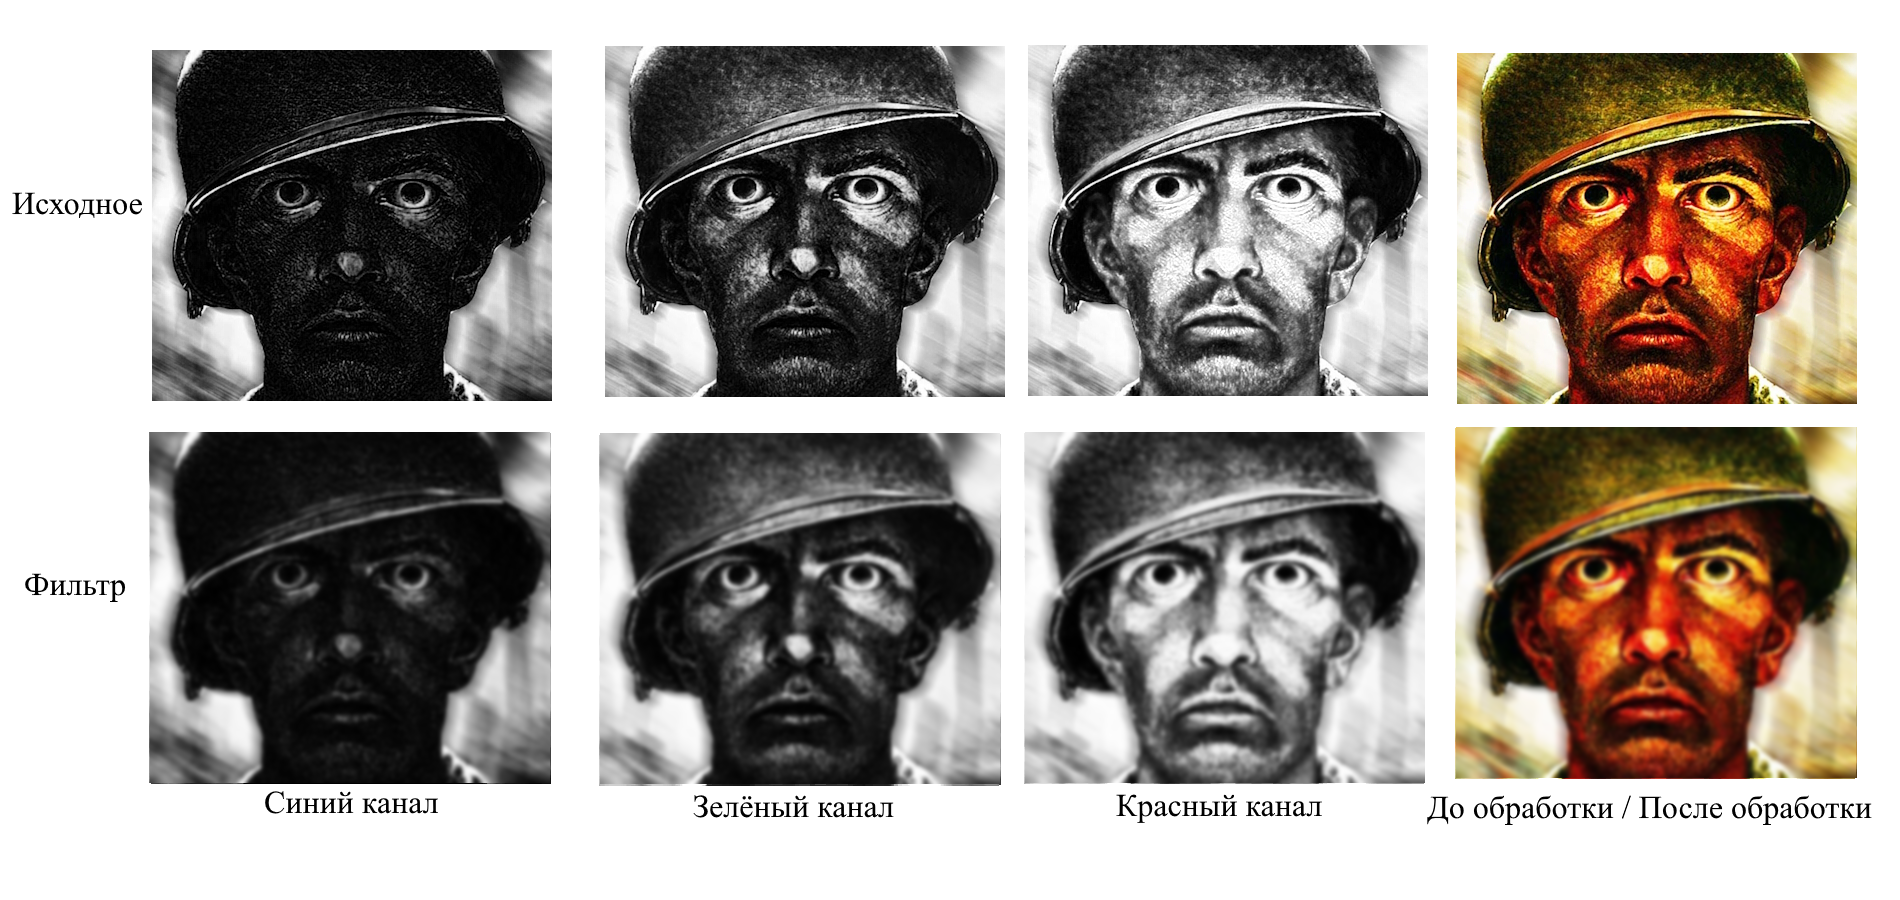 Исходное
Фильтр
Синий канал
Зелёный канал
Красный канал
До обработки / После обработки